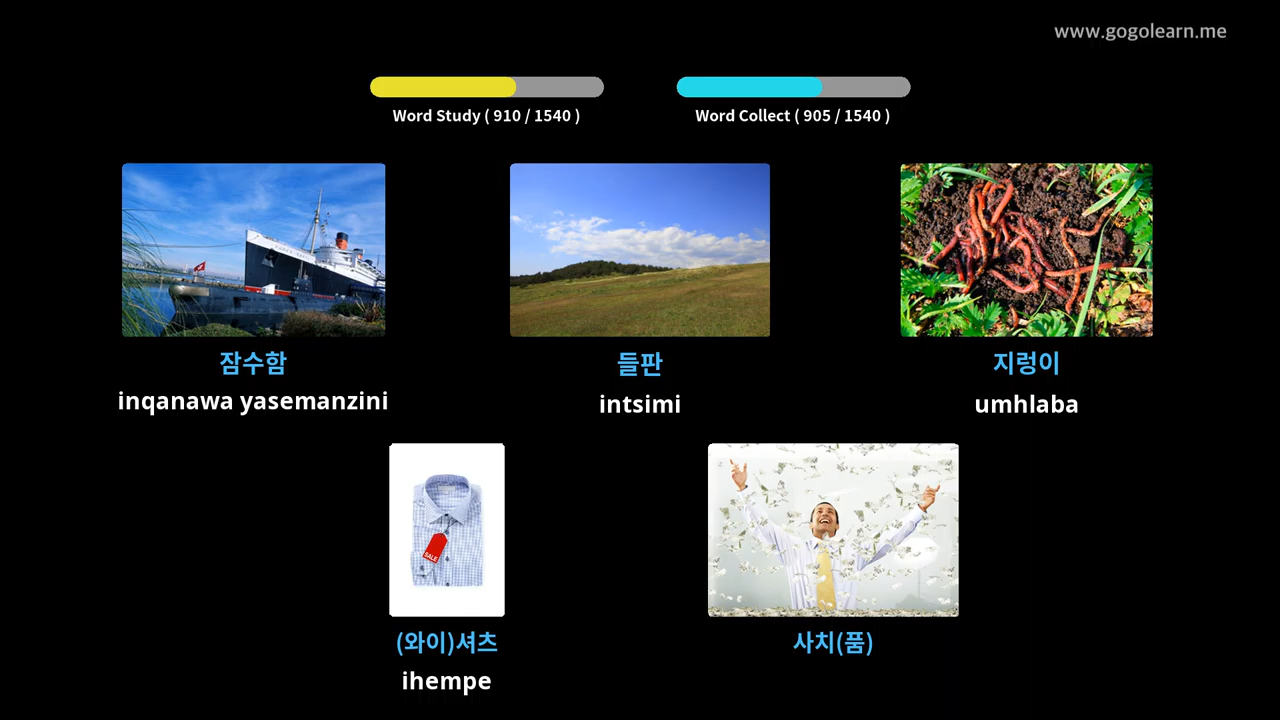 www.gogolearn.me
Word Study ( 910 / 1540 )
Word Collect ( 905 / 1540 )
잠수함
inqanawa yasemanzini
들판
intsimi
지렁이
umhlaba
(와이)셔츠
ihempe
SALE
사치(품)